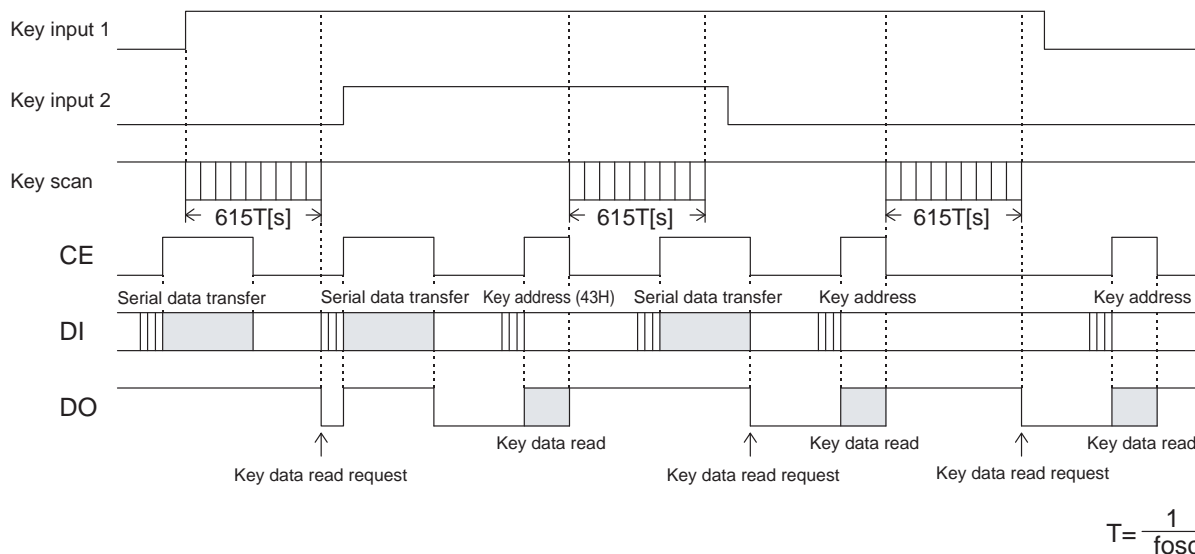 Key input 1
Key input 2
Key scan
615T[s] 615T[s] 615T[s]
CE
Serial data transfer Serial data transfer Key address (43H) Serial data transfer Key address Key address
DI
DO
Key data read Key data read Key data read
Key data read request Key data read request Key data read request
T= 1
fosc